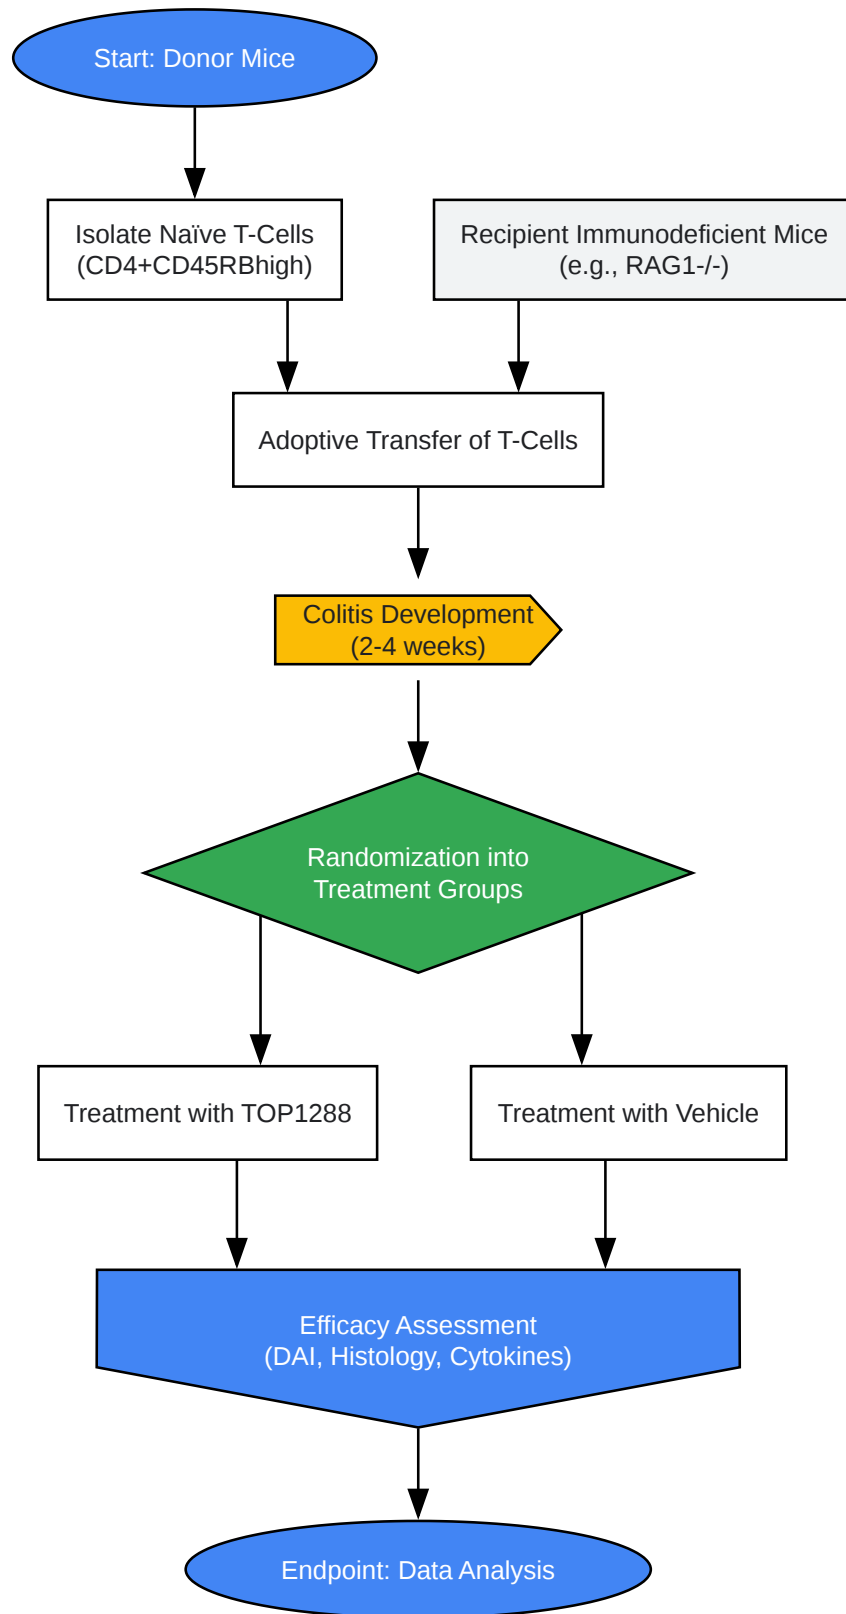 Start: Donor Mice
Isolate Naïve T-Cells
(CD4+CD45RBhigh)
Recipient Immunodeficient Mice
(e.g., RAG1-/-)
Adoptive Transfer of T-Cells
Colitis Development
(2-4 weeks)
Randomization into
Treatment Groups
Treatment with TOP1288
Treatment with Vehicle
Efficacy Assessment
(DAI, Histology, Cytokines)
Endpoint: Data Analysis